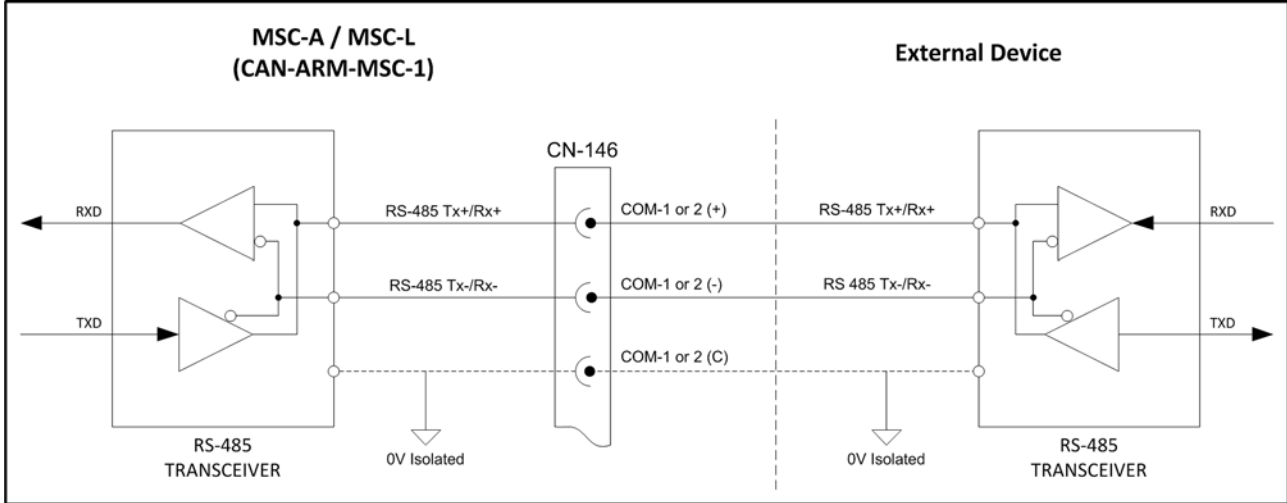 MSC-A / MSC-L
(CAN-ARM-MSC-1)
External Device
CN-146
RXD
RS-485 Tx+/Rx+
COM-1 or 2 (+)
RS-485 Tx+/Rx+
RXD
RS-485 Tx-/Rx-
COM-1 or 2 (-)
RS 485 Tx-/Rx-
TXD
TXD
COM-1 or 2 (C)
RS-485
TRANSCEIVER
0V Isolated
0V Isolated
RS-485
TRANSCEIVER